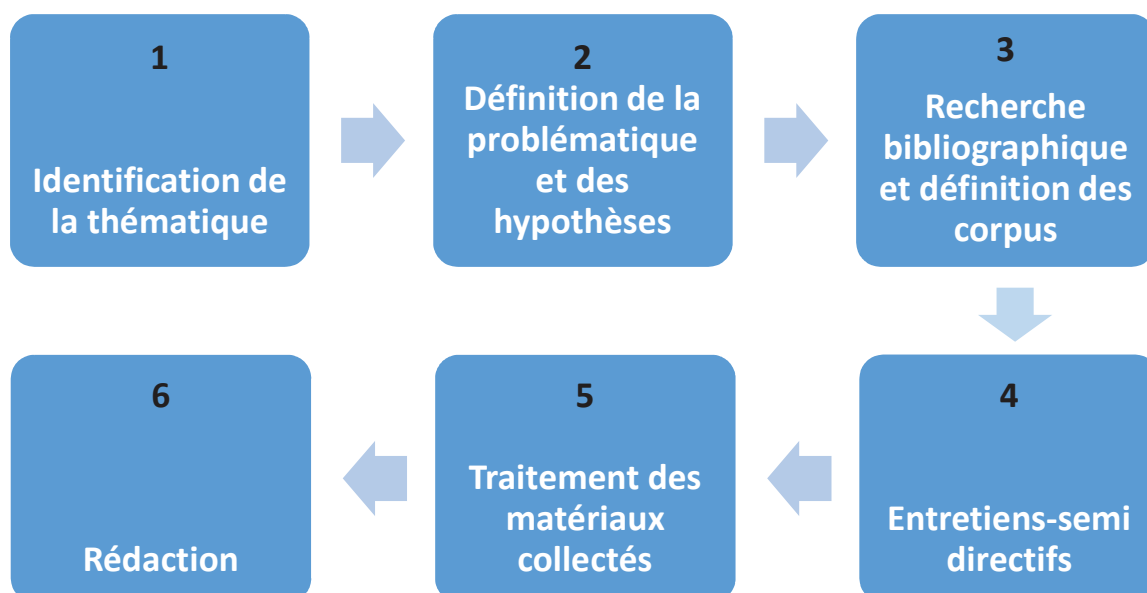 1
Identification de
la thématique
2
Définition de la
problématique
et des
hypothèses
3
Recherche
bibliographique
et définition des
corpus
4
Entretiens-semi
directifs
5
Traitement des
matériaux
collectés
6
Rédaction